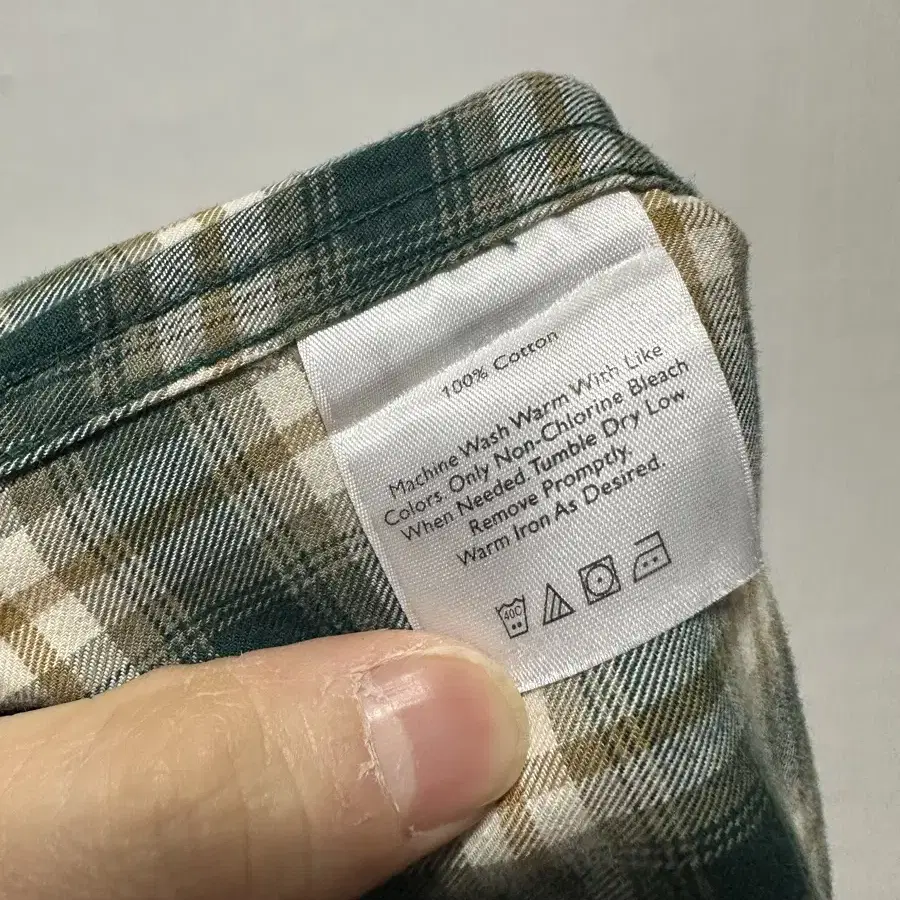 100% Cotton
Machine Wash Warm With Like
Colors. Only Non-Chlorine Bleach
When Needed. Tumble Dry Low.
Remove Promptly.
Warm Iron As Desired.
40C